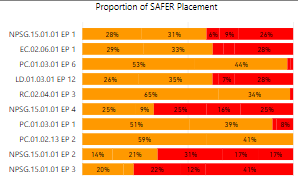 Proportion of SAFER Placement
NPSG.15.01.01 EP 1 28% 31% 6% 9% 26%
EC.02.06.01 EP 1 29% 33% 28%
PC.01.03.01 EP 6 53% 44%
LD.01.03.01 EP 12 26% 35% 7% 28%
RC.02.04.01 EP 3 65% 34%
NPSG.15.01.01 EP 4 25% 9% 25% 16% 25%
PC.01.03.01 EP 1 51% 39% 8%
PC.01.02.13 EP 2 59% 41%
NPSG.15.01.01 EP 2 14% 21% 31% 17% 17%
NPSG.15.01.01 EP 3 20% 22% 12% 41%